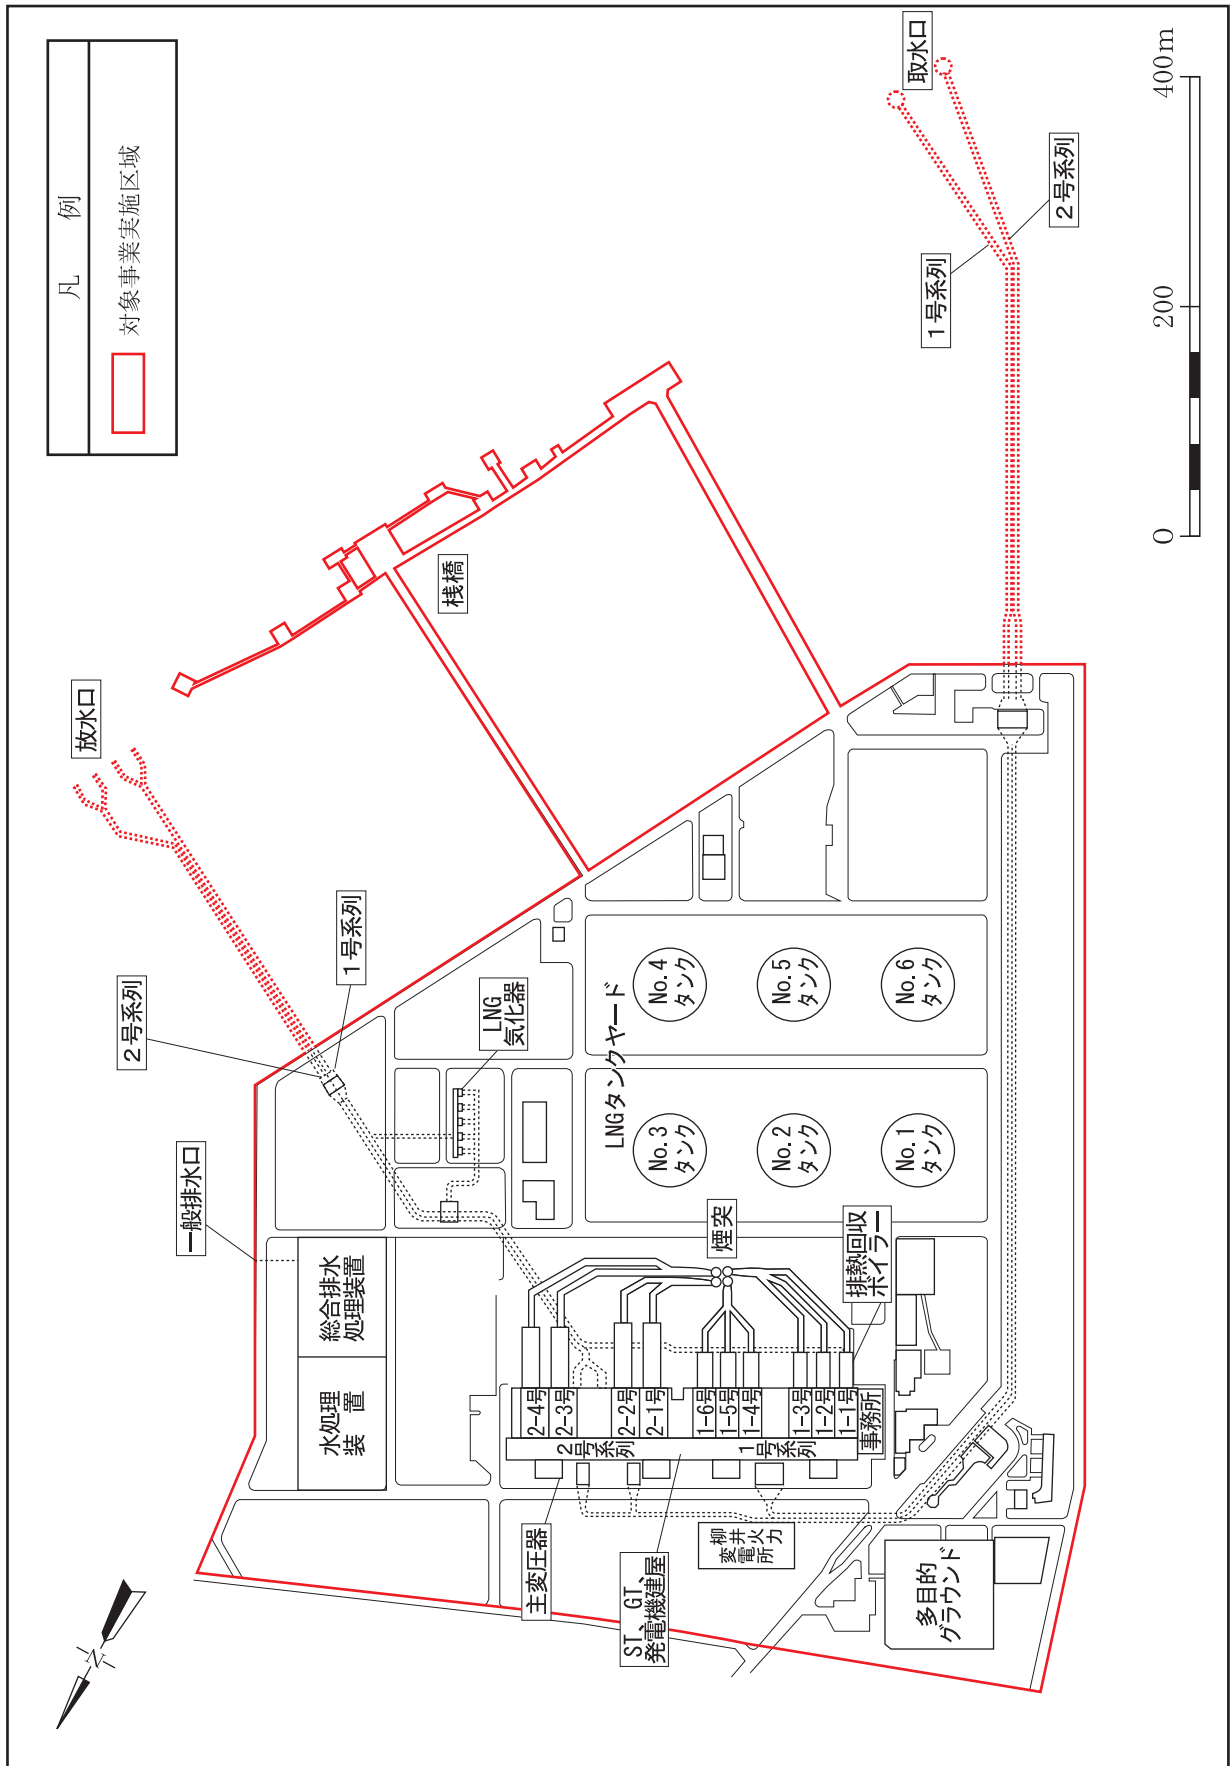 凡 例
対象事業実施区域
取水口
1号系列
2号系列
0
200
400m
桟橋
放水口
1号系列
2号系列
一般排水口
LNG
気化器
LNGタンクヤード
No.4
タンク
No.5
タンク
No.6
タンク
No.3
タンク
No.2
タンク
No.1
タンク
総合排水
処理装置
水処理
装 置
煙突
排熱回収
ボイラー
2-4号
2-3号
2-2号
2-1号
1-6号
1-5号
1-4号
1-3号
1-2号
1-1号
2号系列
1号系列
事務所
主変圧器
ST、GT
発電機建屋
柳井火力
変電所
多目的
グラウンド
N